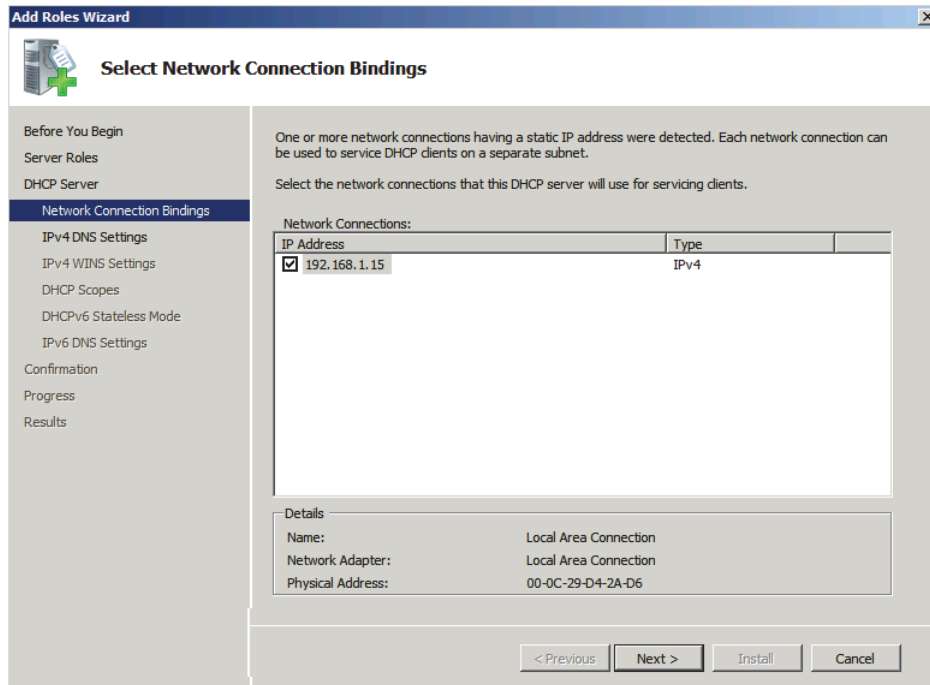 Add Roles Wizard
Select Network Connection Bindings
Before You Begin
Server Roles
DHCP Server
Network Connection Bindings
IPv4 DNS Settings
IPv4 WINS Settings
DHCP Scopes
DHCPv6 Stateless Mode
IPv6 DNS Settings
Confirmation
Progress
Results
One or more network connections having a static IP address were detected. Each network connection can
be used to service DHCP clients on a separate subnet.
Select the network connections that this DHCP server will use for servicing clients.
Network Connections:
IP Address Type
192.168.1.15 IPv4
Details
Name: Local Area Connection
Network Adapter: Local Area Connection
Physical Address: 00-0C-29-D4-2A-D6
< Previous Next > Install Cancel